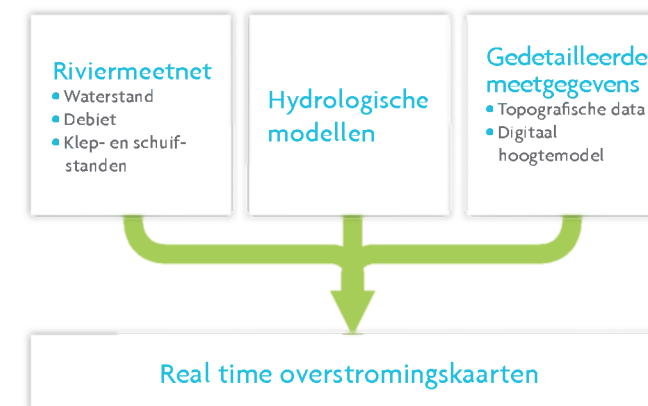 Riviermeetnet
• Waterstand
• Debiet
• Klep- en schuif-
standen
Hydrologische
modellen
Gedetailleerde
meetgegevens
• Topografische data
• Digitaal
hoogtemodel
Real time overstromingskaarten